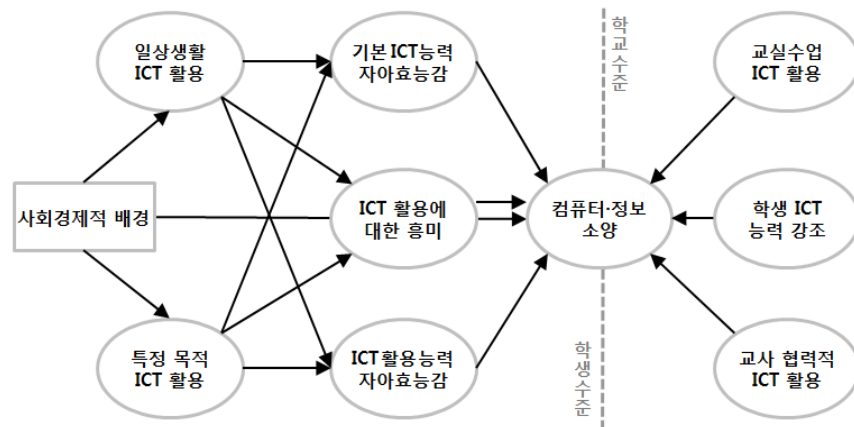 일상생활
ICT 활용
기본 ICT능력
자아효능감
학교수준
교실수업
ICT 활용
사회경제적 배경
ICT 활용에
대한 흥미
컴퓨터·정보
소양
학생 ICT
능력 강조
특정 목적
ICT 활용
ICT활용능력
자아효능감
학생수준
교사 협력적
ICT 활용